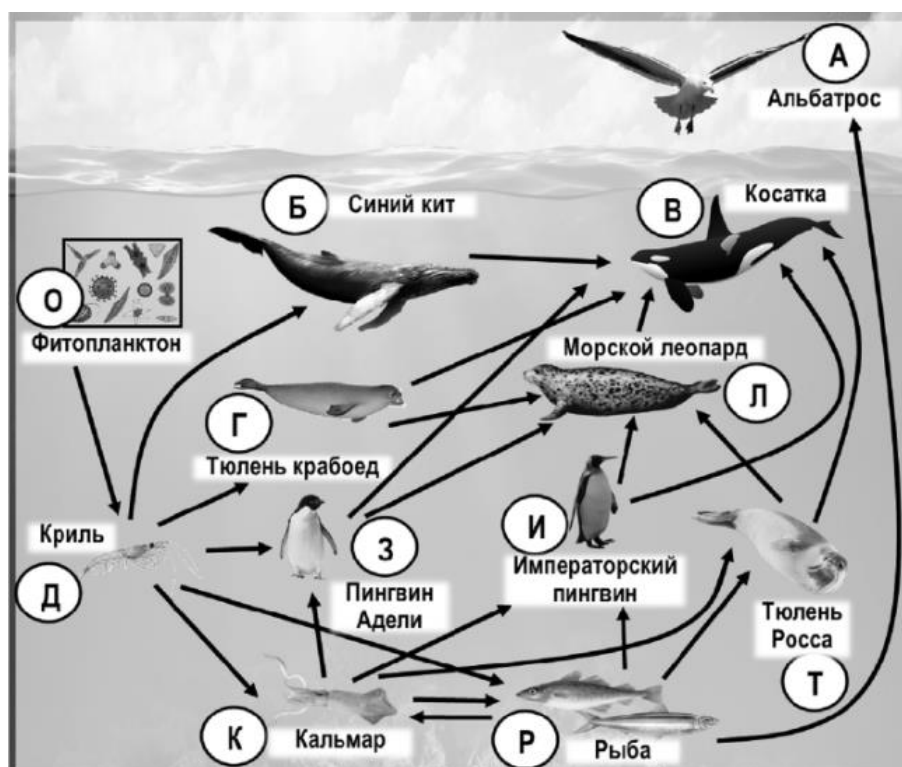 А
Альбатрос
Б
Синий кит
В
Косатка
О
Фитопланктон
Морской леопард
Л
Г
Тюлень крабоед
Криль
Д
З
Пингвин
Адели
И
Императорский
пингвин
Тюлень
Росса
Т
К
Кальмар
Р
Рыба